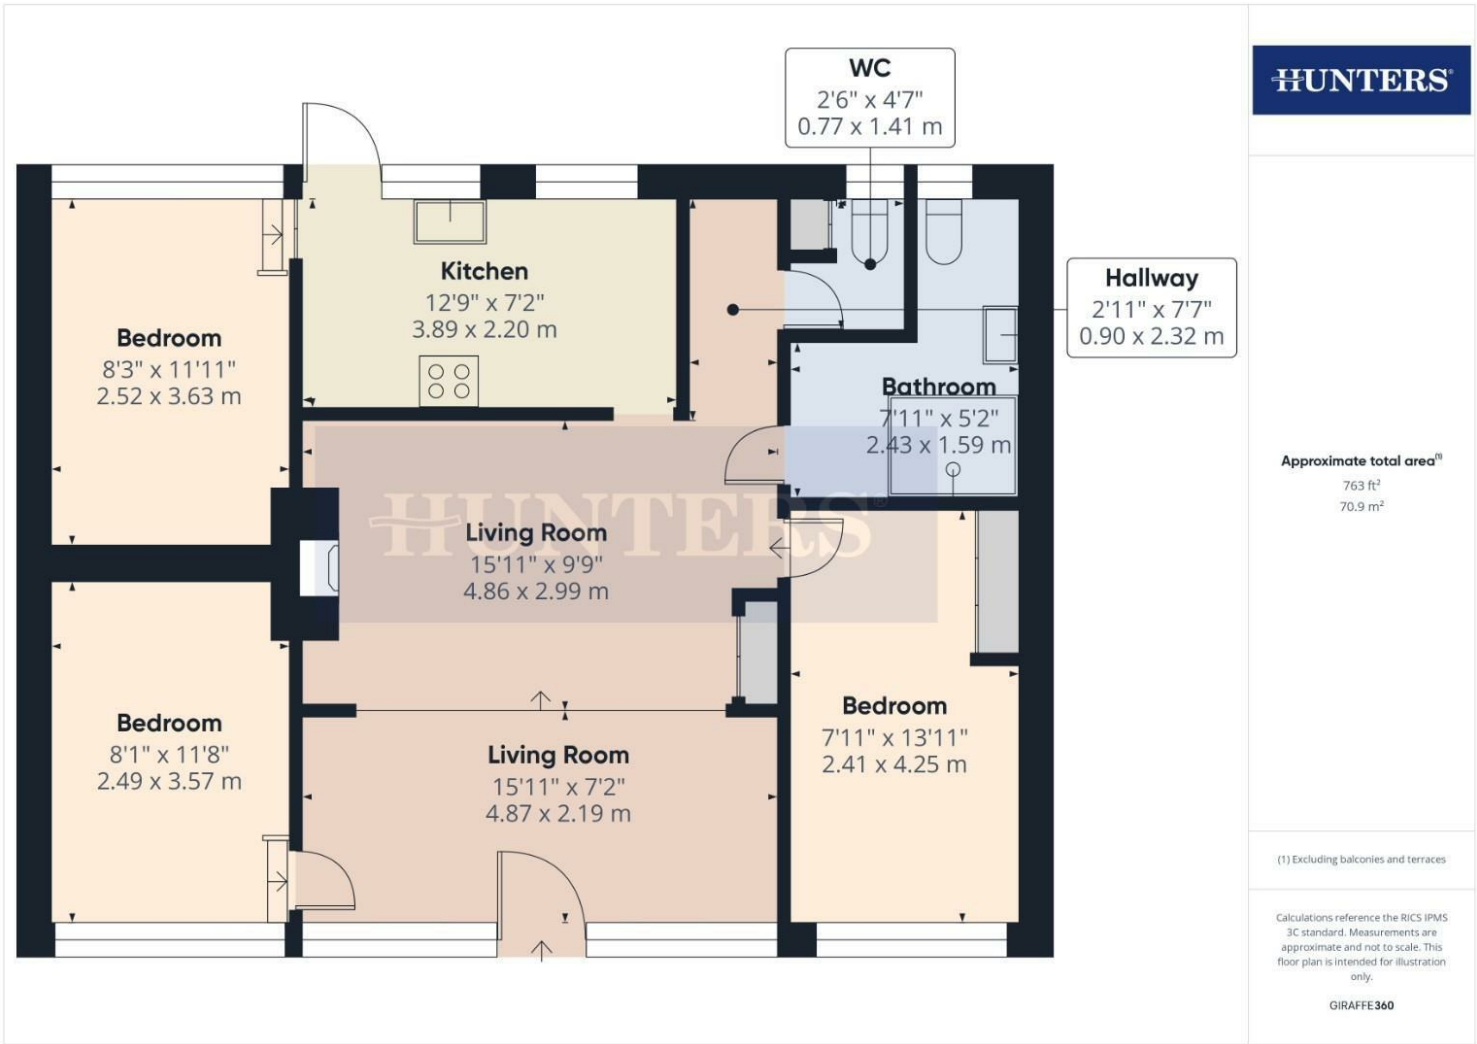 WC
2'6" x 4'7"
0.77 x 1.41 m
Hallway
2'11" x 7'7"
0.90 x 2.32 m
Kitchen
12'9" x 7'2"
3.89 x 2.20 m
Bedroom
8'3" x 11'11"
2.52 x 3.63 m
Bathroom
7'11" x 5'2"
2.43 x 1.59 m
HUNTERS®
Living Room
15'11" x 9'9"
4.86 x 2.99 m
Bedroom
8'1" x 11'8"
2.49 x 3.57 m
Living Room
15'11" x 7'2"
4.87 x 2.19 m
Bedroom
7'11" x 13'11"
2.41 x 4.25 m
HUNTERS®
Approximate total area(1)
763 ft²
70.9 m²
(1) Excluding balconies and terraces
Calculations reference the RICS IPMS
3C standard. Measurements are
approximate and not to scale. This
floor plan is intended for illustration
only.
GIRAFFE360